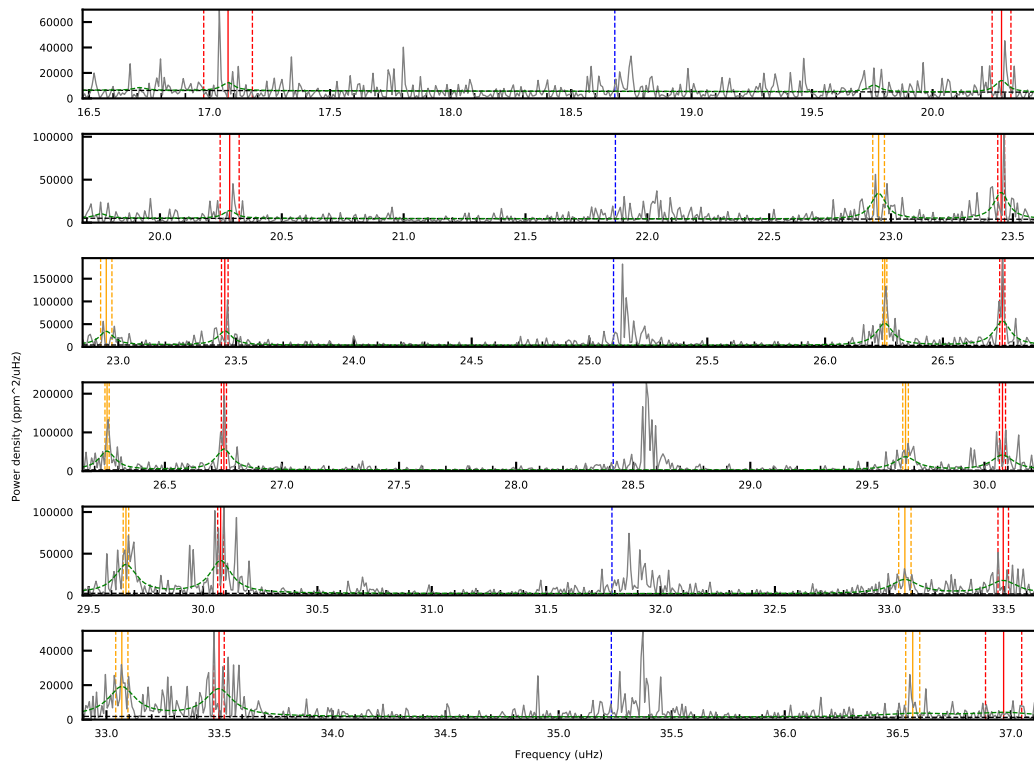 60000
40000
20000
0
16.5 17.0 17.5 18.0 18.5 19.0 19.5 20.0
100000
50000
0
20.0 20.5 21.0 21.5 22.0 22.5 23.0 23.5
150000
100000
50000
0
23.0 23.5 24.0 24.5 25.0 25.5 26.0 26.5
200000
100000
0
26.5 27.0 27.5 28.0 28.5 29.0 29.5 30.0
Power density (ppm^2/uHz)
100000
50000
0
29.5 30.0 30.5 31.0 31.5 32.0 32.5 33.0 33.5
40000
20000
0
33.0 33.5 34.0 34.5 35.0 35.5 36.0 36.5 37.0
Frequency (uHz)